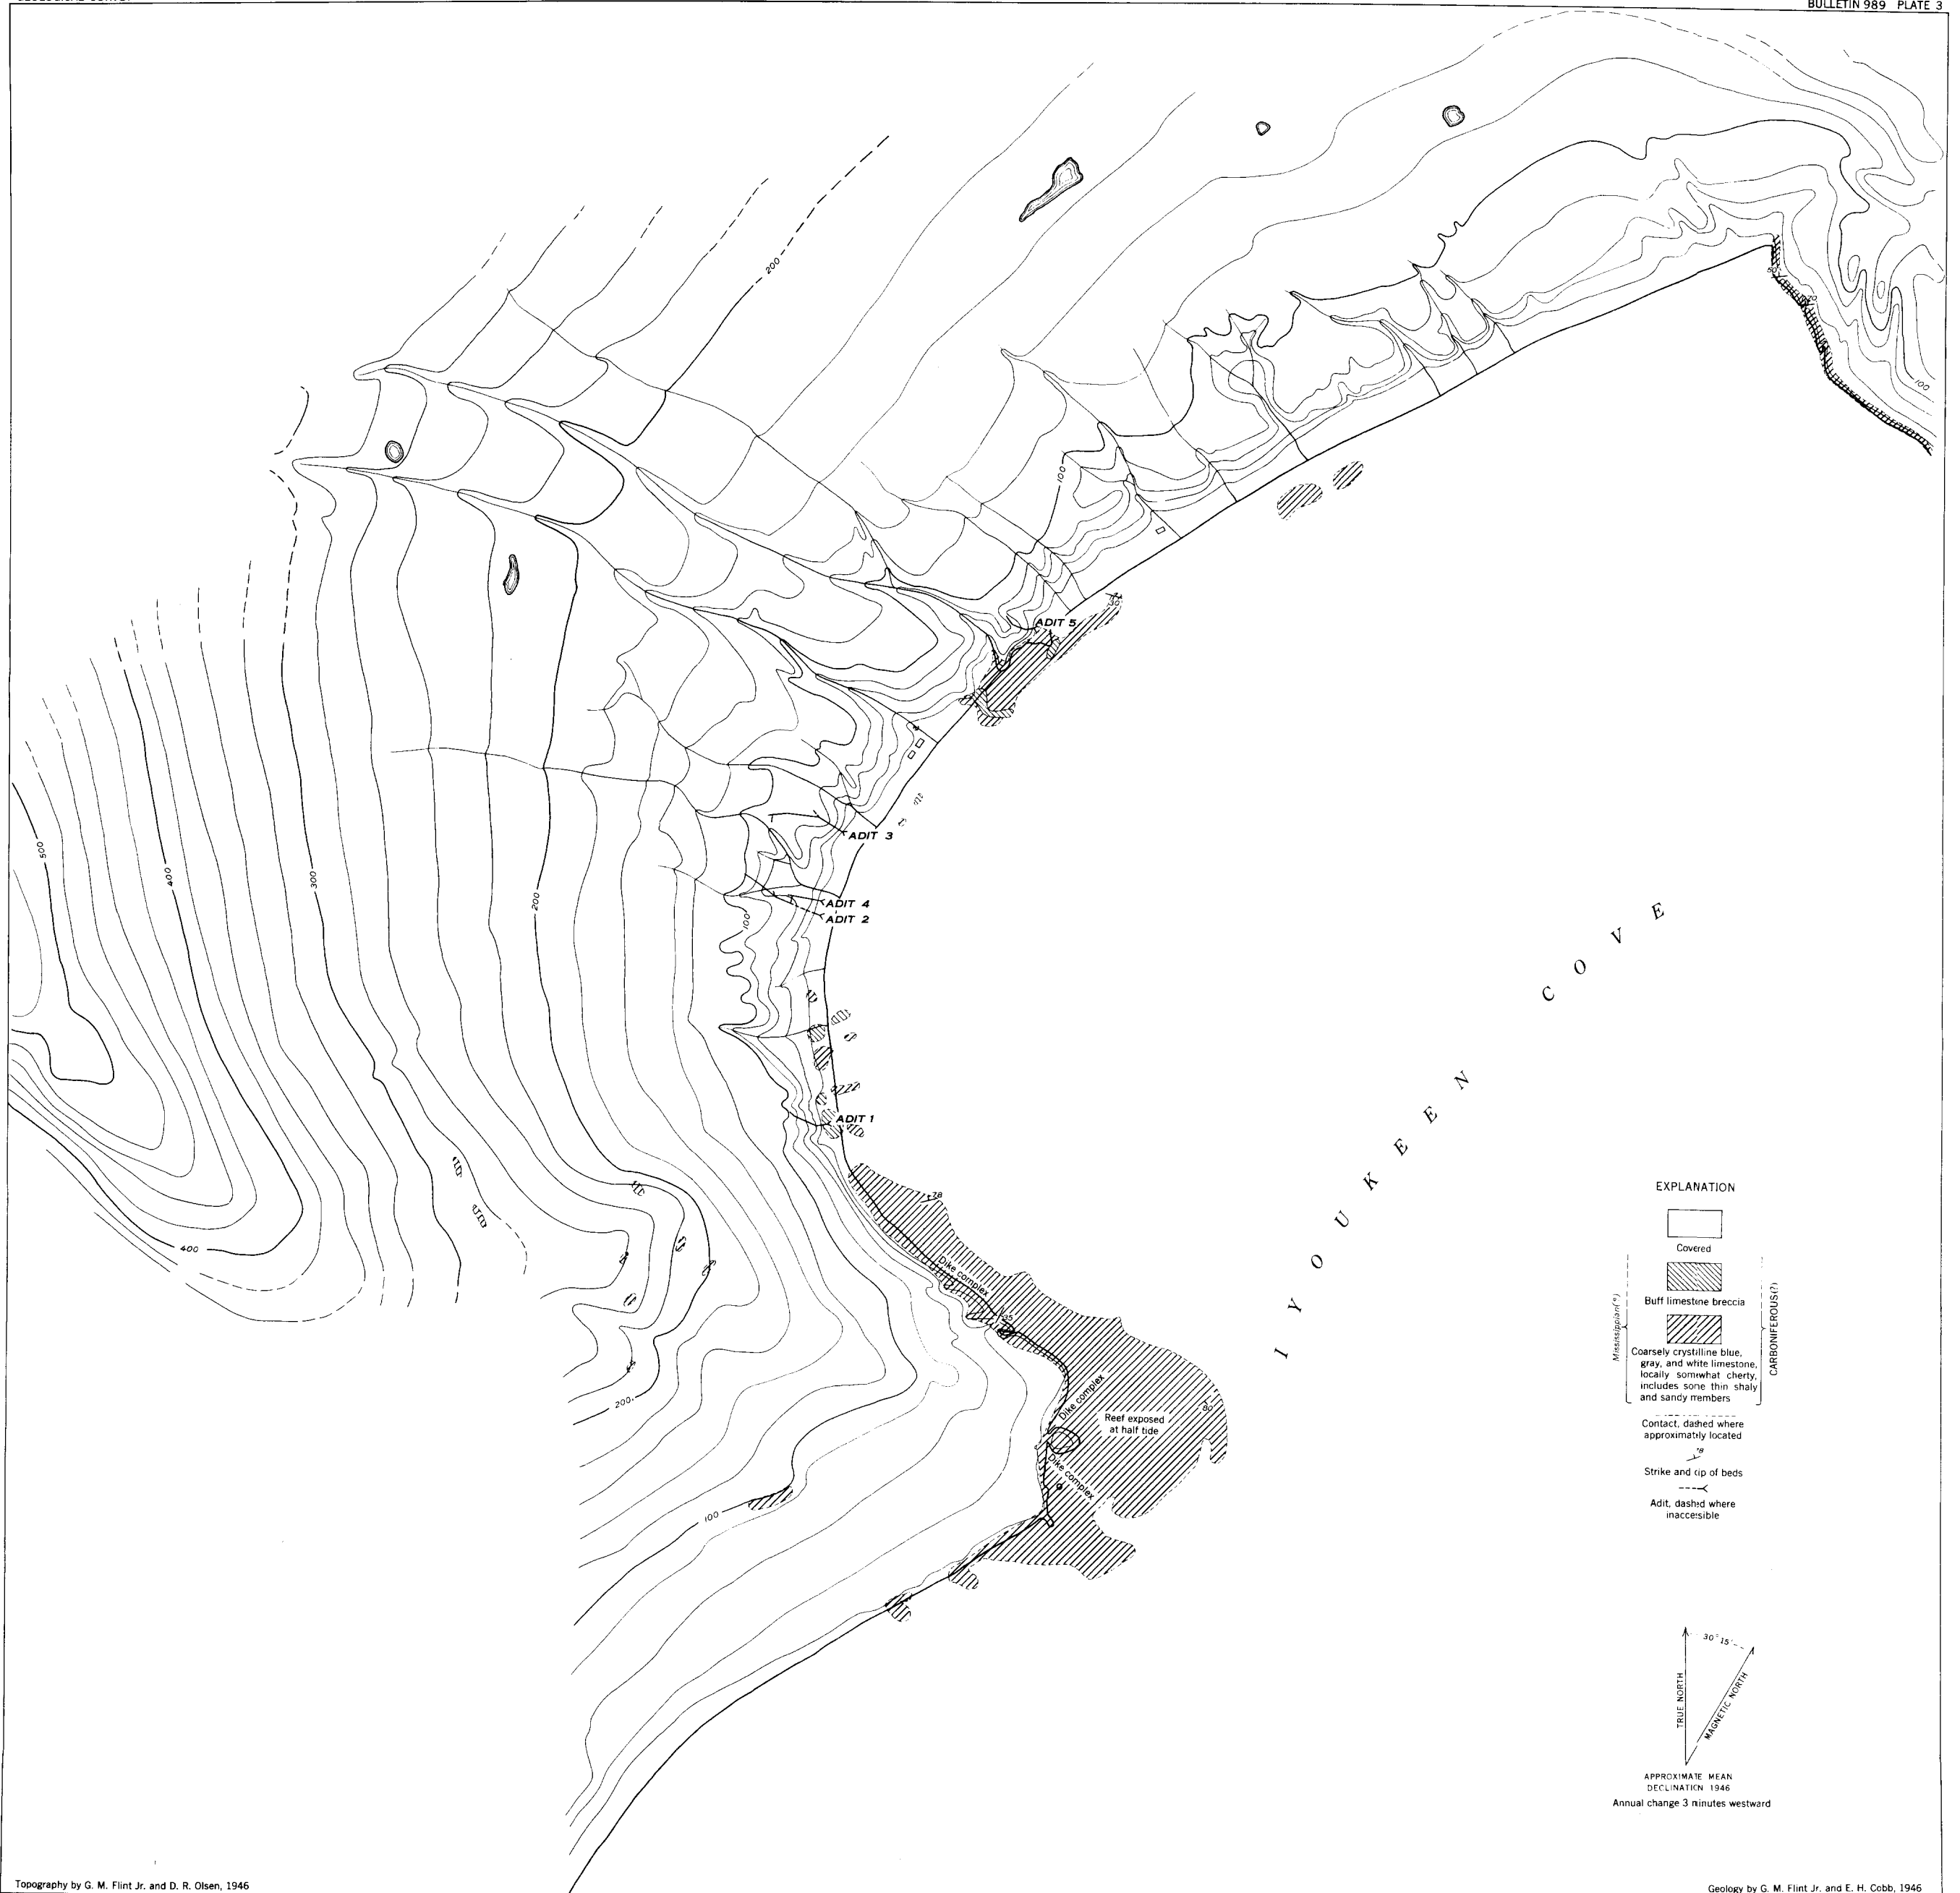 BULLETIN 989 PLATE 3
200
100
100
ADIT 5
ADIT 3
500
400
300
200
ADIT 4
ADIT 2
100
ADIT 1
78
400
Dike complex
Dike complex
Reef exposed
at half tide
60
Dike complex
200
100
IYOUKEEN COVE
EXPLANATION
Covered
Buff limestone breccia
Coarsely crystilline blue,
gray, and white limestone,
locally somewhat cherty,
includes some thin shaly
and sandy members
Mississippian(?)
CARBONIFEROUS(?)
Contact, dashed where
approximately located
78
Strike and dip of beds
Adit, dashed where
inaccessible
30° 15'
TRUE NORTH
MAGNETIC NORTH
APPROXIMATE MEAN
DECLINATION 1946
Annual change 3 minutes westward
Topography by G. M. Flint Jr. and D. R. Olsen, 1946
Geology by G. M. Flint Jr. and E. H. Cobb, 1946